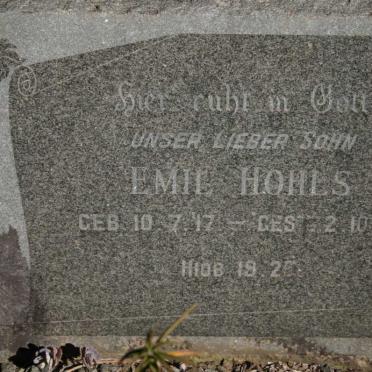 Hier ruht in Gott
UNSER LIEBER SOHN
EMIL HOHLS
GEB. 10.7.17 — GEST. 2.10
HIOB 19.25